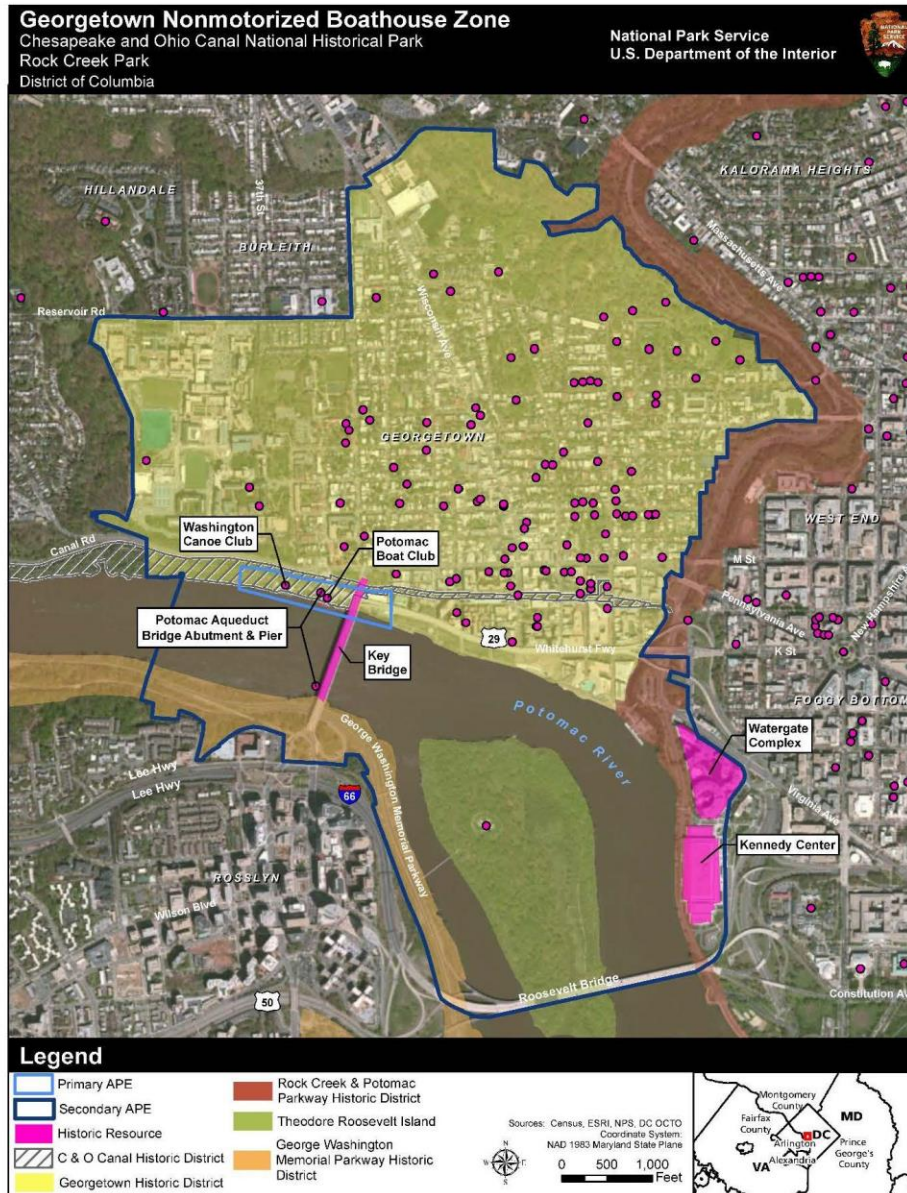 Georgetown Nonmotorized Boathouse Zone
Chesapeake and Ohio Canal National Historical Park
Rock Creek Park
District of Columbia
National Park Service
U.S. Department of the Interior
NATIONAL
PARK
SERVICE
HILLANDALE
37th St
BURLEITH
KALORAMA HEIGHTS
Massachusetts Ave
Reservoir Rd
Wisconsin Ave
GEORGETOWN
WEST END
Canal Rd
Washington
Canoe Club
Potomac
Boat Club
M St
Pennsylvania Ave
New Hampshire
K St
Potomac Aqueduct
Bridge Abutment & Pier
Key
Bridge
29
Whitehurst Fwy
FOGGY BOTTOM
Potomac River
Watergate
Complex
Virginia Ave
George Washington Memorial Parkway
Lee Hwy
Lee Hwy
66
Kennedy Center
ROSSLYN
Wilson Blvd
Roosevelt Bridge
50
Constitution Av
Legend
Primary APE
Secondary APE
Historic Resource
C & O Canal Historic District
Georgetown Historic District
Rock Creek & Potomac
Parkway Historic District
Theodore Roosevelt Island
George Washington
Memorial Parkway Historic
District
Sources: Census, ESRI, NPS, DC OCTO
Coordinate System:
NAD 1983 Maryland State Plane
0 500 1,000
Feet
Montgomery
County
MD
Fairfax
County
DC
Arlington
Alexandria
VA
Prince
George's
County